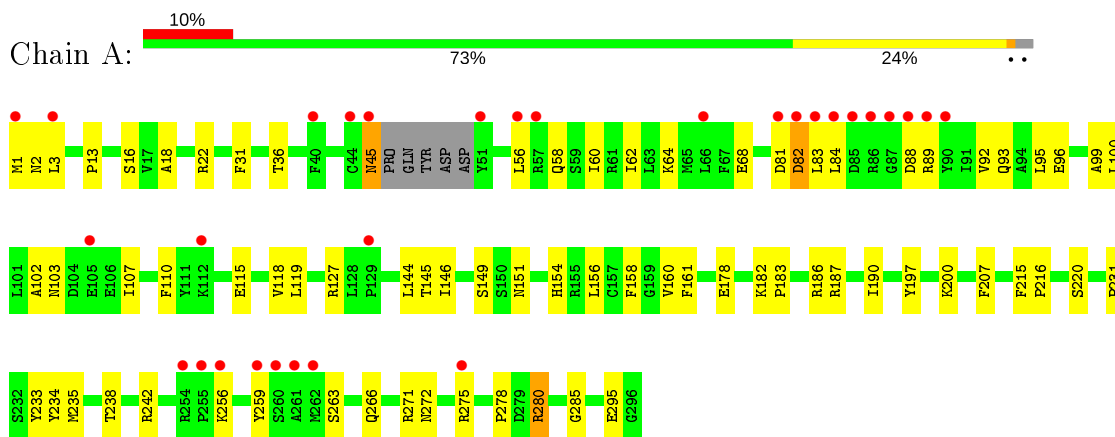 10%
Chain A:
73%
24%
M1 N2 L3 P13 S16 V17 A18 R22 F31 T36 F40 C44 N45 PRO GLN TYR ASP ASP Y51 L56 R57 Q58 S59 I60 R61 I62 L63 K64 M65 L66 F67 E68 D81 D82 L83 L84 D85 R86 G87 D88 R89 Y90 I91 V92 Q93 A94 L95 E96 A99 L100
L101 A102 N103 D104 E105 E106 I107 F110 Y111 K112 E115 V118 L119 R127 L128 P129 L144 T145 I146 S149 S150 N151 H154 R155 L156 C157 F158 G159 V160 F161 E178 K182 P183 R186 R187 I190 Y197 K200 F207 F215 P216 S220 P231
S232 Y233 Y234 M235 T238 R242 R254 P255 K256 Y259 S260 A261 M262 S263 Q266 R271 N272 R275 P278 D279 R280 G285 E295 G296